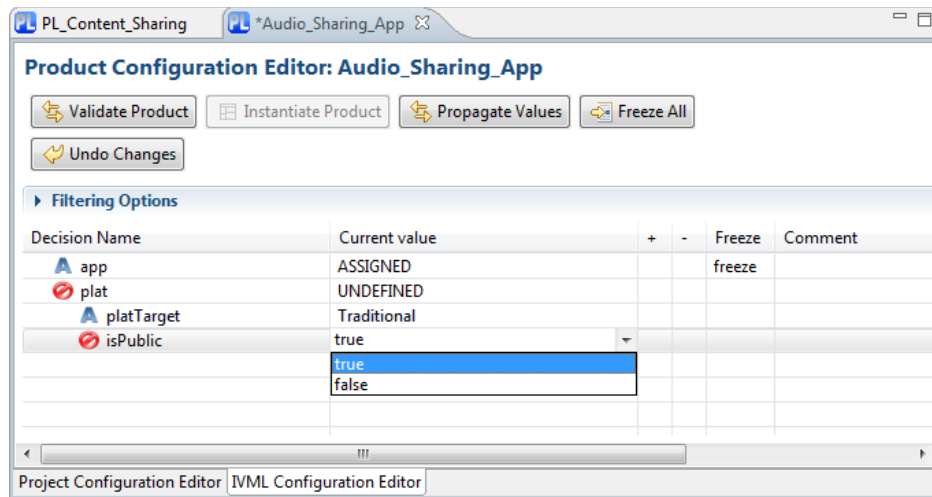 PL PL_Content_Sharing PL *Audio_Sharing_App
Product Configuration Editor: Audio_Sharing_App
Validate Product Instantiate Product Propagate Values Freeze All
Undo Changes
Filtering Options
Decision Name Current value + - Freeze Comment
A app ASSIGNED freeze
plat UNDEFINED
A platTarget Traditional
isPublic true
true
false
Project Configuration Editor IVML Configuration Editor